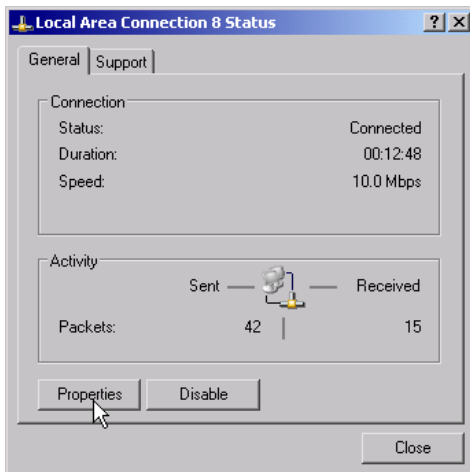 Local Area Connection 8 Status
General Support
Connection
Status: Connected
Duration: 00:12:48
Speed: 10.0 Mbps
Activity
Sent Received
Packets: 42 15
Properties Disable
Close